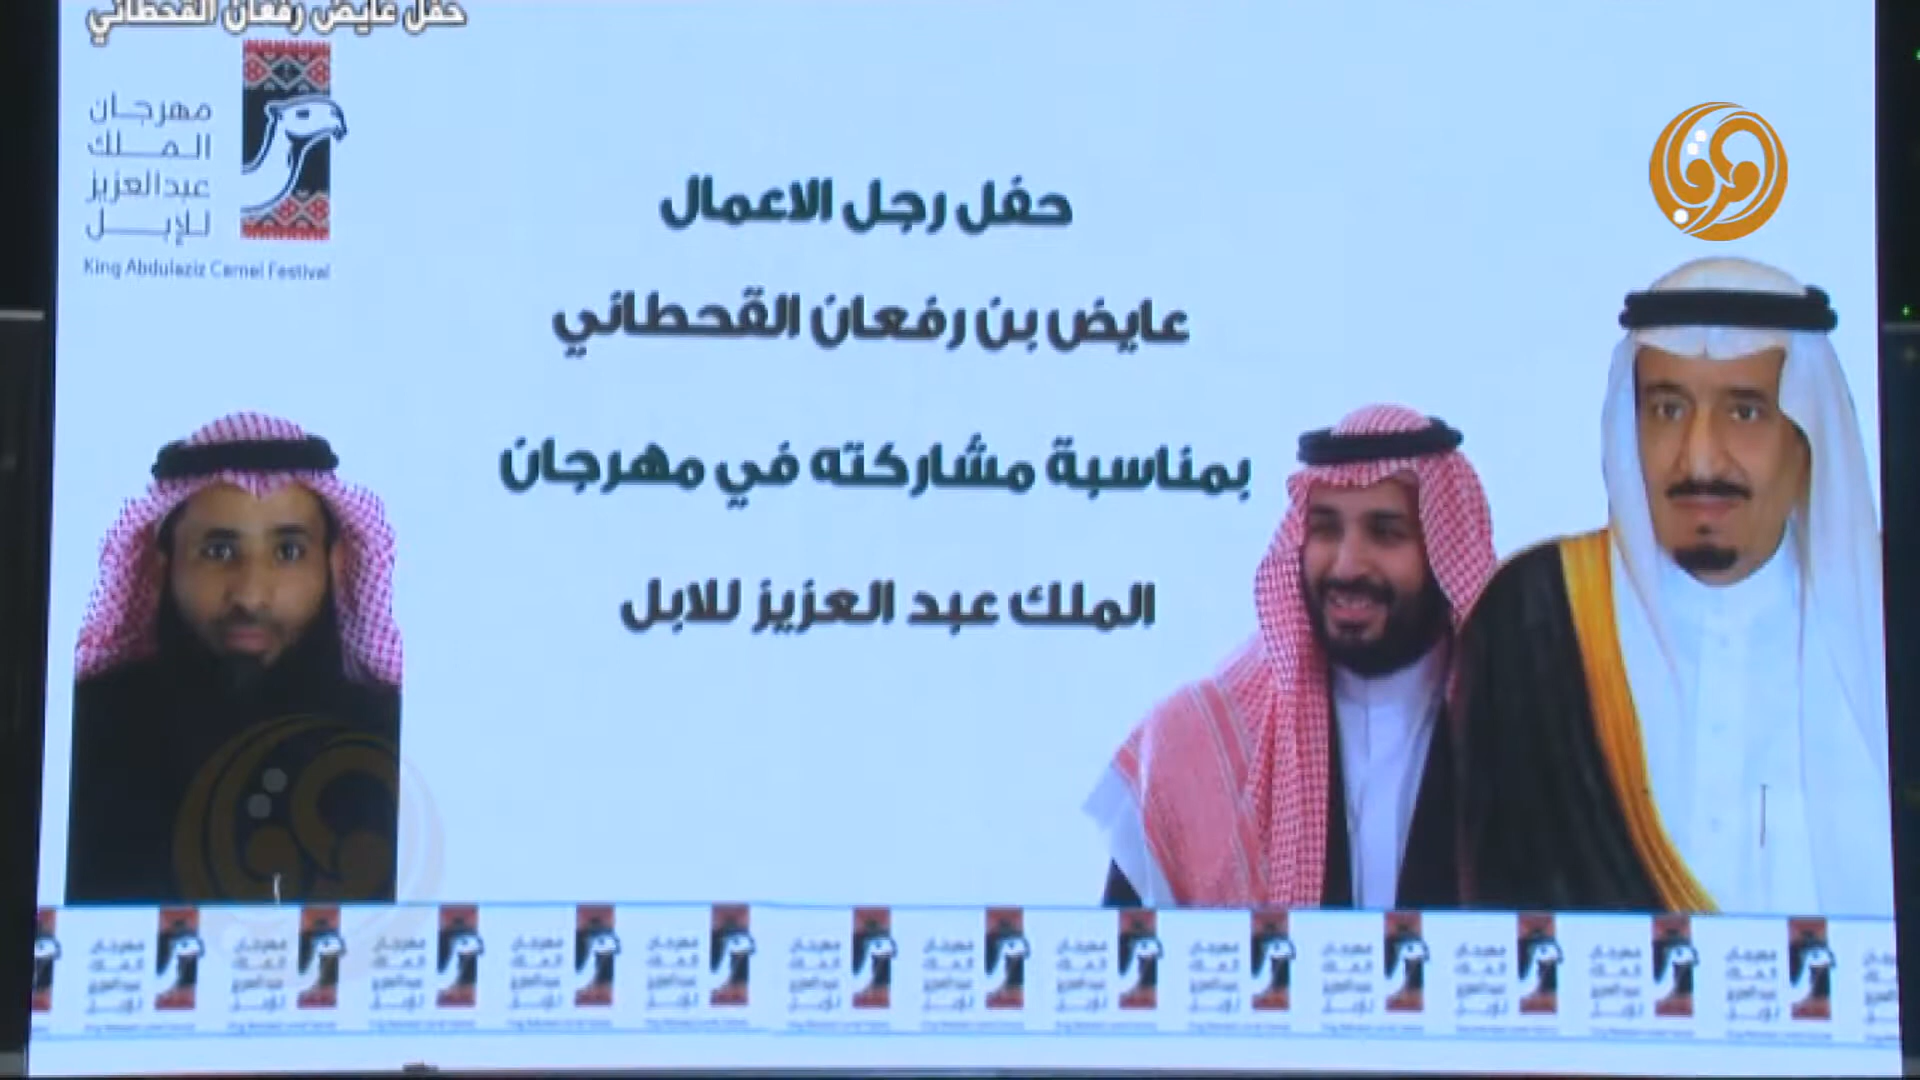 حفل عايض رفعان القحطاني
مهرجان
الملك
عبدالعزيز
للإبل
King Abdulaziz Camel Festival
حفل رجل الاعمال
عايض بن رفعان القحطاني
بمناسبة مشاركته في مهرجان
الملك عبد العزيز للابل